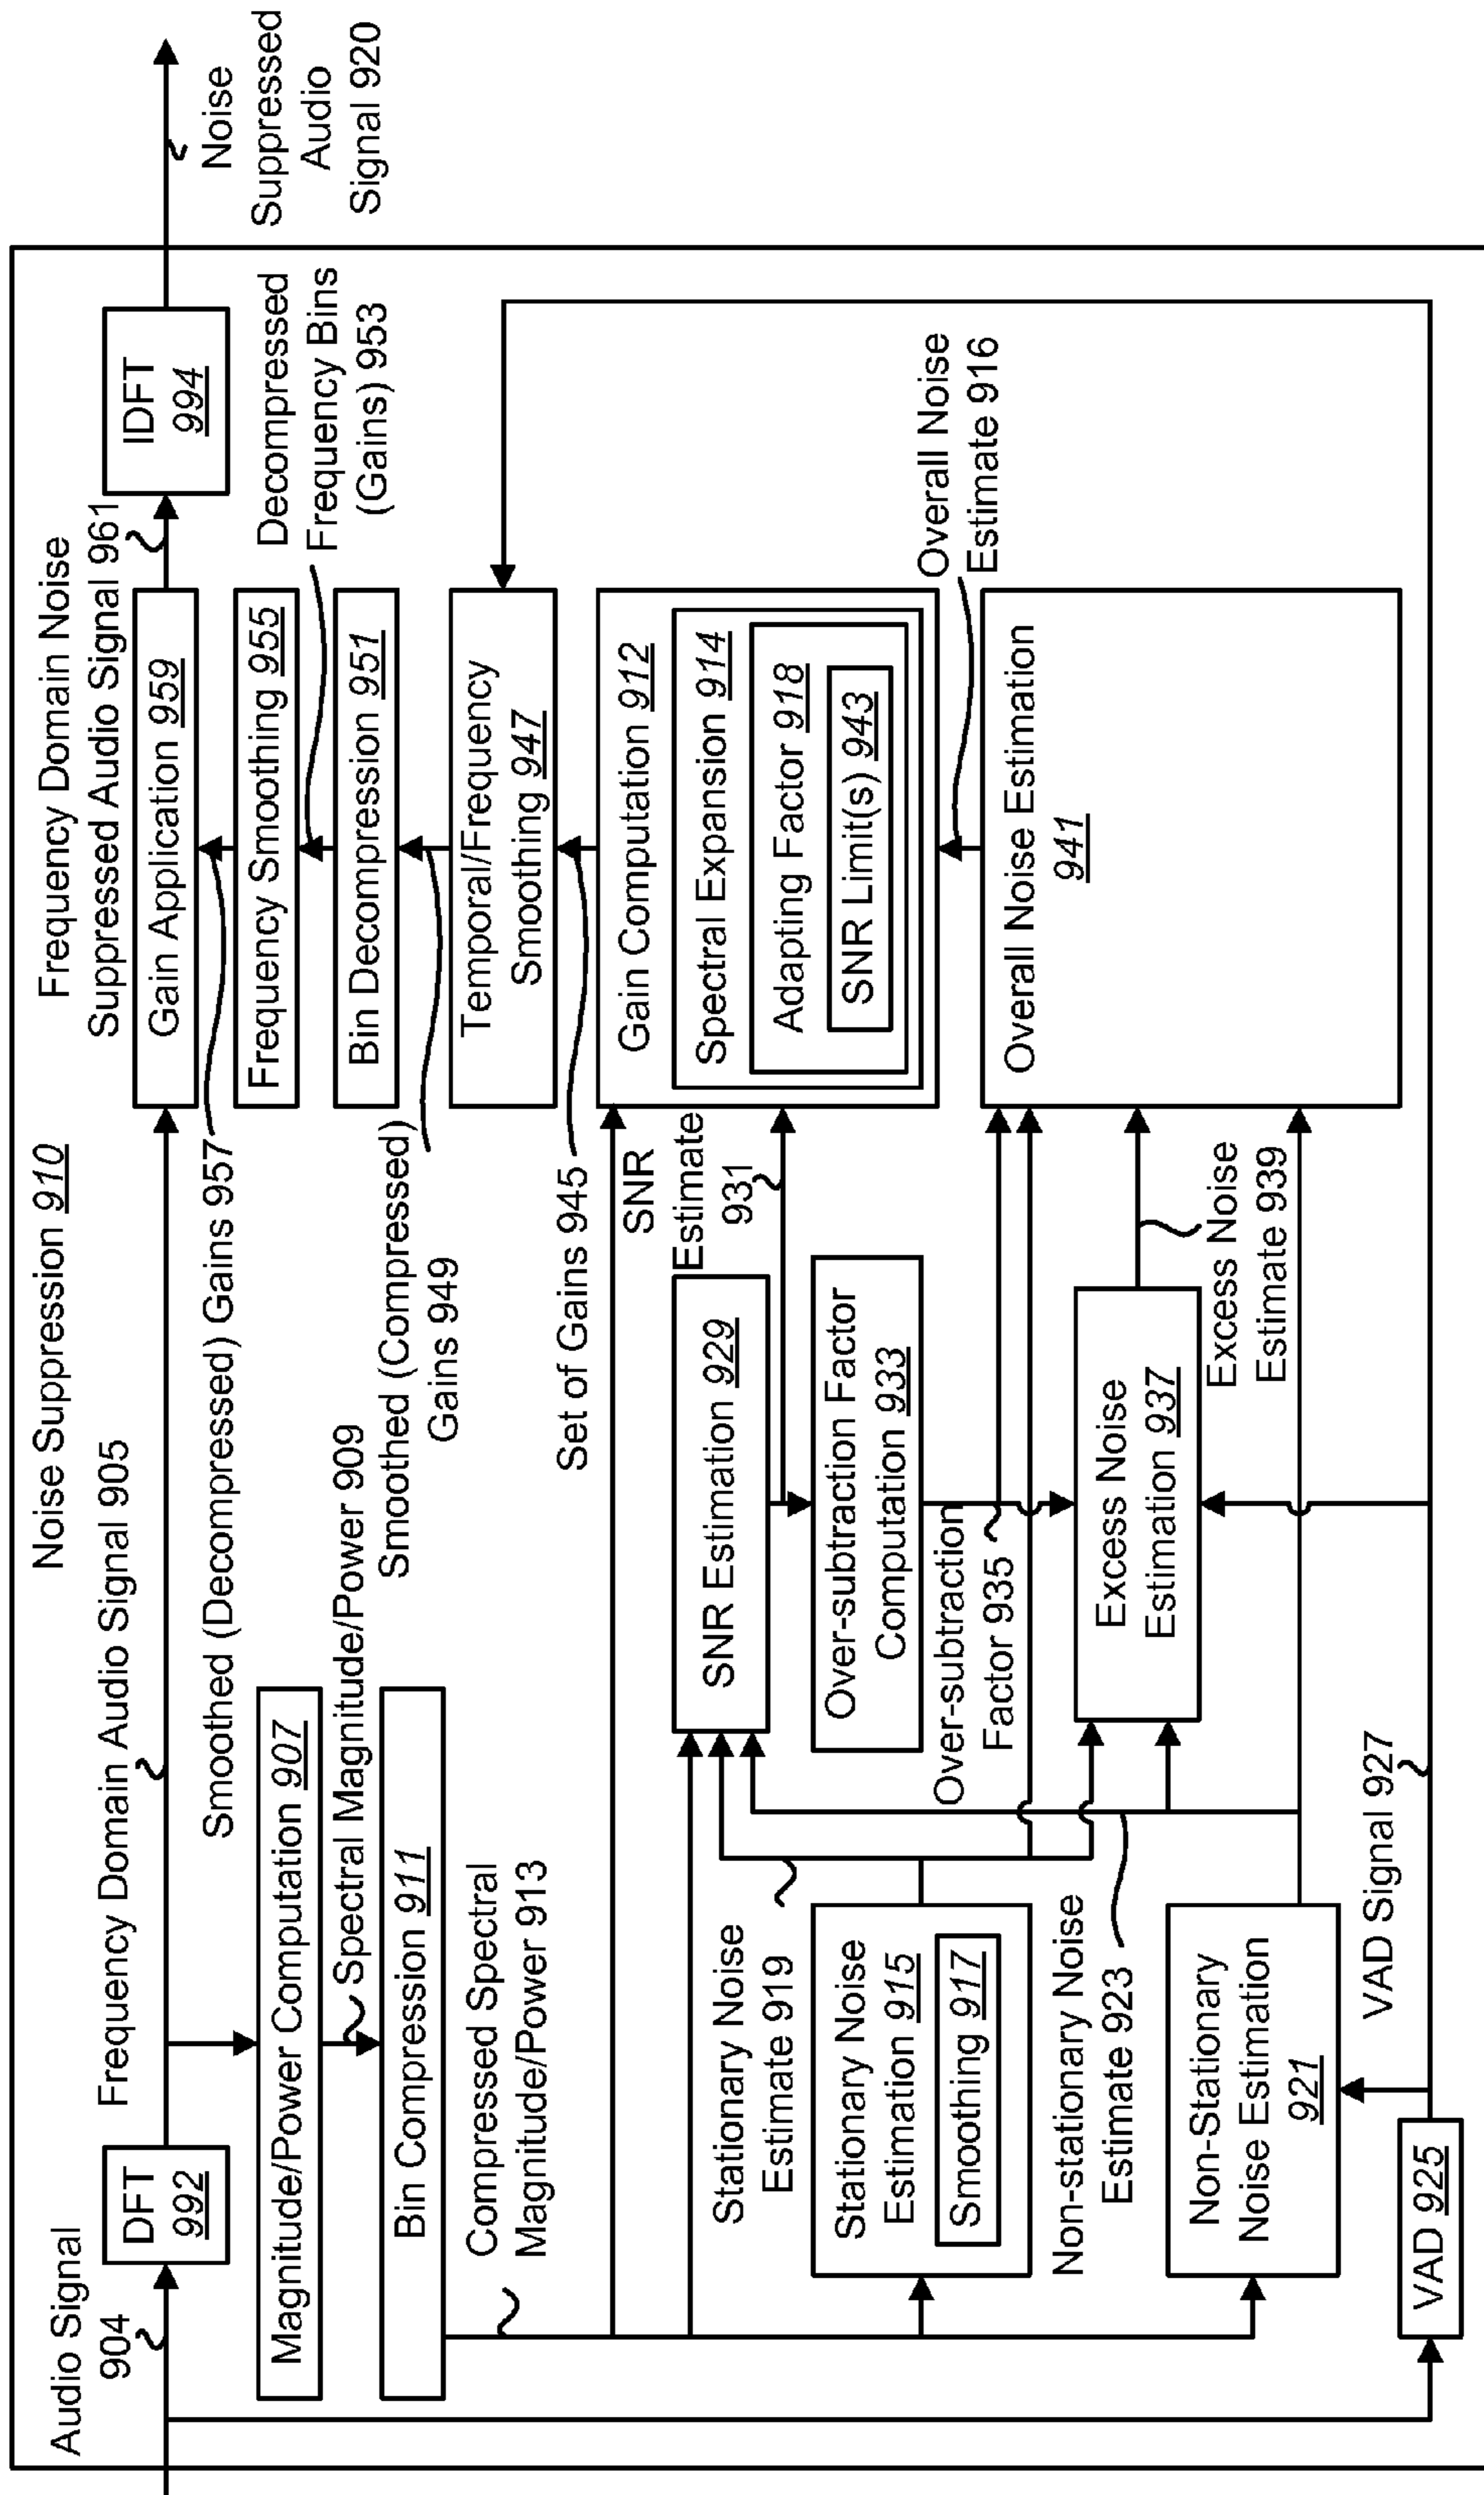 Noise Suppression 910
Audio Signal
904
DFT
992
Frequency Domain Audio Signal 905
Magnitude/Power Computation 907
Spectral Magnitude/Power 909
Bin Compression 911
Compressed Spectral
Magnitude/Power 913
Stationary Noise
Estimate 919
Stationary Noise
Estimation 915
Smoothing 917
Non-stationary Noise
Estimate 923
Non-Stationary
Noise Estimation
921
VAD 925
VAD Signal 927
SNR Estimation 929
SNR
Estimate
931
Over-subtraction Factor
Computation 933
Over-subtraction
Factor 935
Excess Noise
Estimation 937
Excess Noise
Estimate 939
Overall Noise Estimation
941
Overall Noise
Estimate 916
Gain Computation 912
Spectral Expansion 914
Adapting Factor 918
SNR Limit(s) 943
Set of Gains 945
Temporal/Frequency
Smoothing 947
Smoothed (Compressed)
Gains 949
Bin Decompression 951
Decompressed
Frequency Bins
(Gains) 953
Frequency Smoothing 955
Smoothed (Decompressed) Gains 957
Gain Application 959
Frequency Domain Noise
Suppressed Audio Signal 961
IDFT
994
Noise
Suppressed
Audio
Signal 920